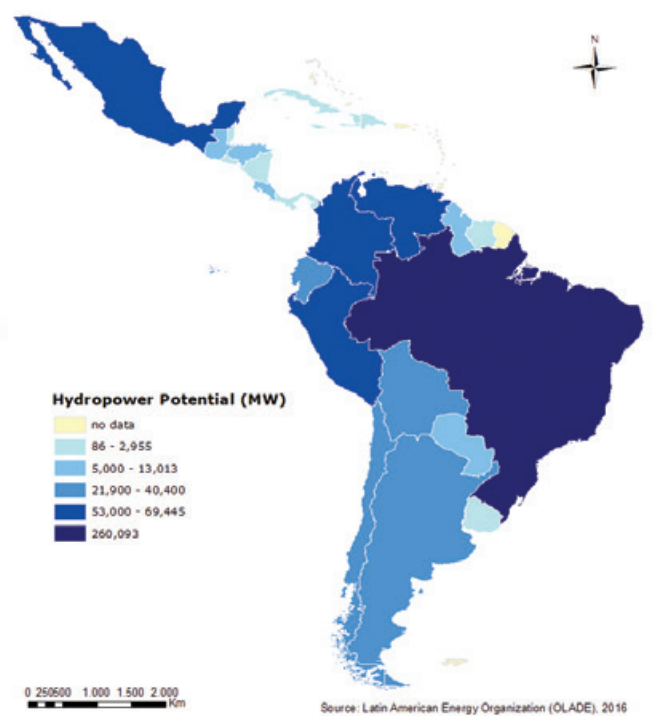 N
Hydropower Potential (MW)
no data
86 - 2,955
5,000 - 13,013
21,900 - 40,400
53,000 - 69,445
260,093
0 250500 1.000 1.500 2.000
Km
Source: Latin American Energy Organization (OLADE), 2016